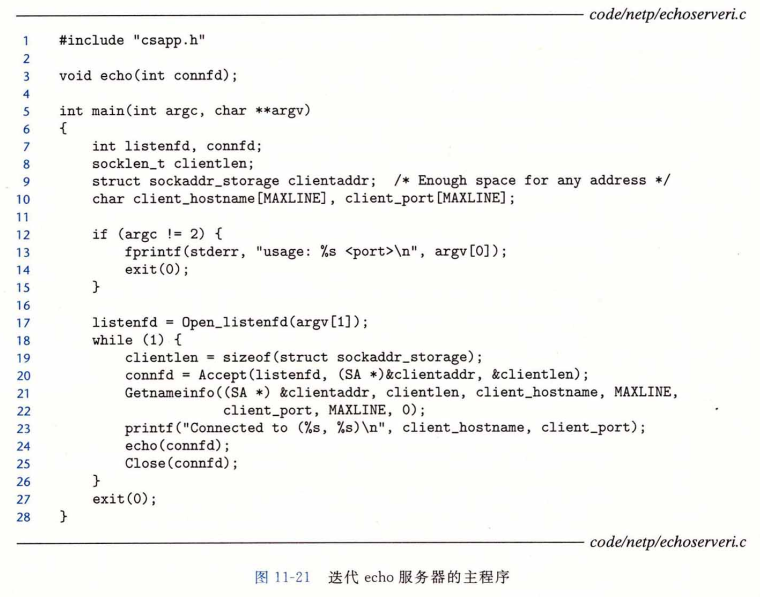 code/netp/echoserveri.c
1 #include "csapp.h"
2
3 void echo(int connfd);
4
5 int main(int argc, char **argv)
6 {
7     int listenfd, connfd;
8     socklen_t clientlen;
9     struct sockaddr_storage clientaddr;  /* Enough space for any address */
10     char client_hostname[MAXLINE], client_port[MAXLINE];
11
12     if (argc != 2) {
13         fprintf(stderr, "usage: %s <port>\n", argv[0]);
14         exit(0);
15     }
16
17     listenfd = Open_listenfd(argv[1]);
18     while (1) {
19         clientlen = sizeof(struct sockaddr_storage);
20         connfd = Accept(listenfd, (SA *)&clientaddr, &clientlen);
21         Getnameinfo((SA *) &clientaddr, clientlen, client_hostname, MAXLINE,
22                     client_port, MAXLINE, 0);
23         printf("Connected to (%s, %s)\n", client_hostname, client_port);
24         echo(connfd);
25         Close(connfd);
26     }
27     exit(0);
28 }
code/netp/echoserveri.c
图 11-21 迭代 echo 服务器的主程序